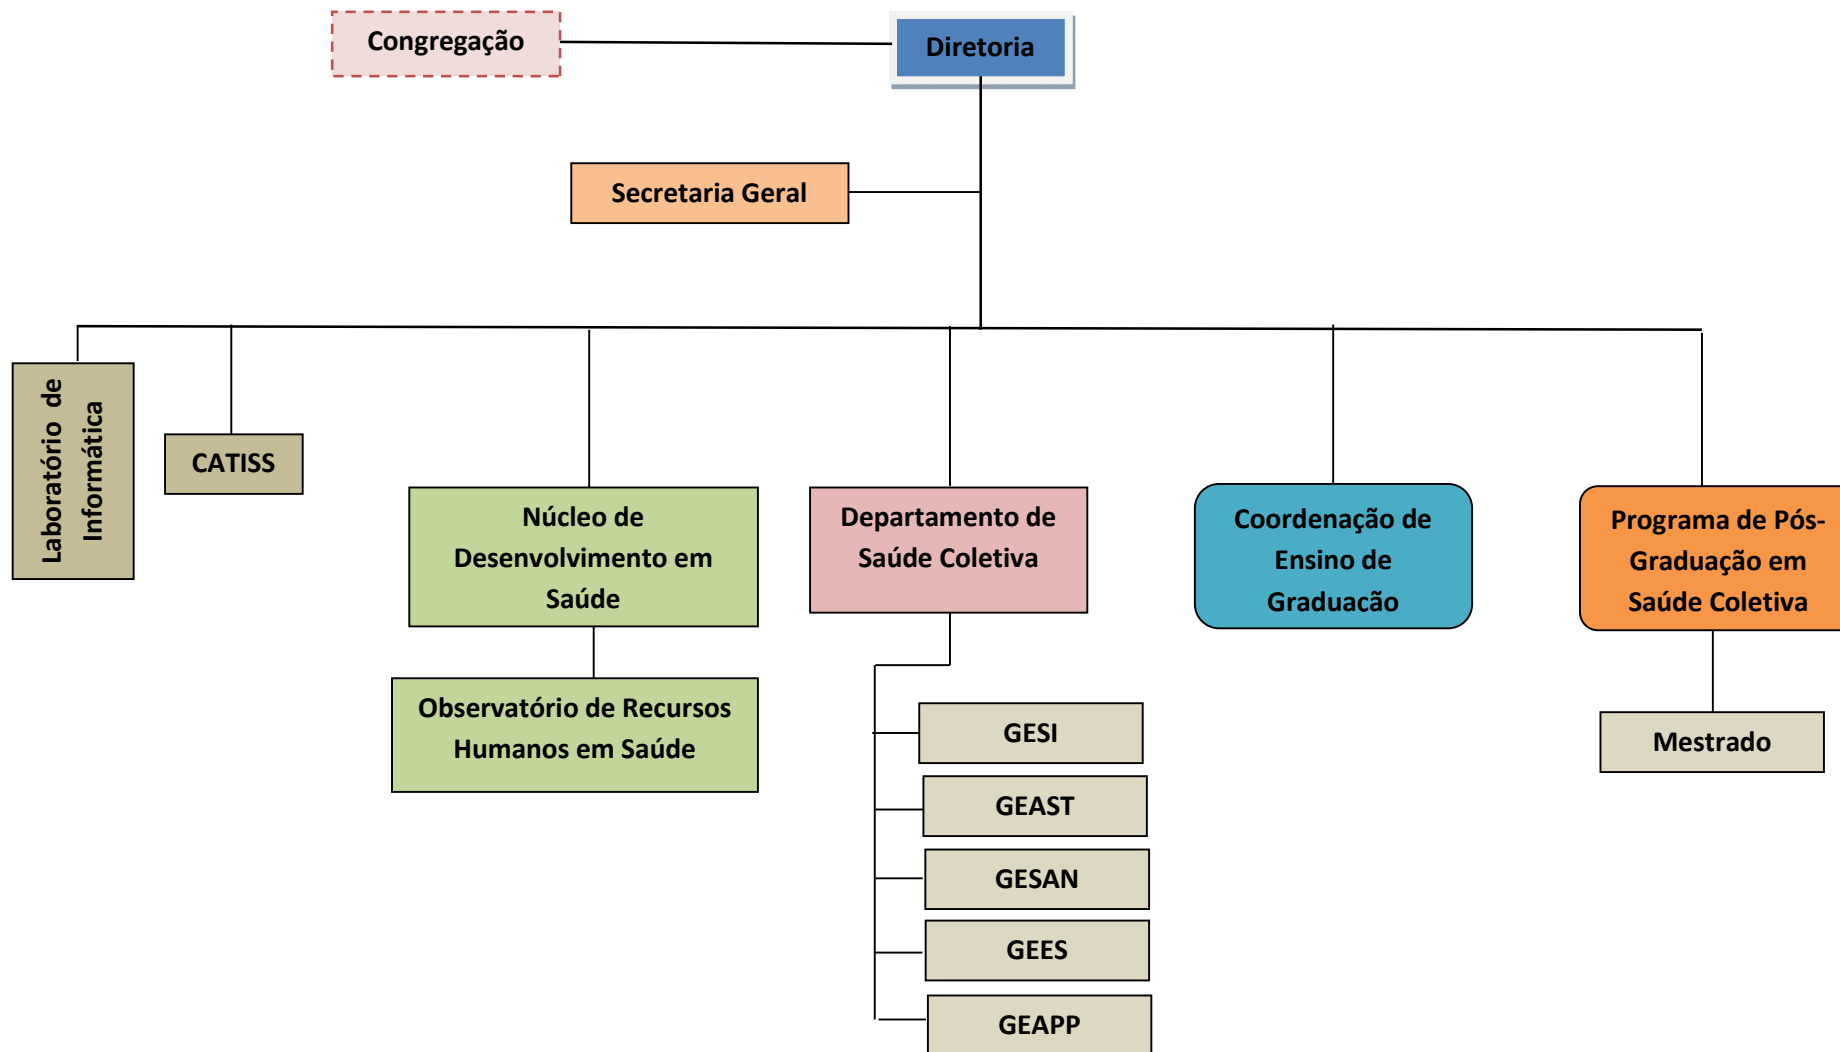 Congregação
Diretoria
Secretaria Geral
Laboratório de
Informática
CATISS
Núcleo de
Desenvolvimento em
Saúde
Departamento de
Saúde Coletiva
Coordenação de
Ensino de
Graduação
Programa de Pós-
Graduação em
Saúde Coletiva
Observatório de Recursos
Humanos em Saúde
GESI
GEAST
GESAN
GEES
GEAPP
Mestrado